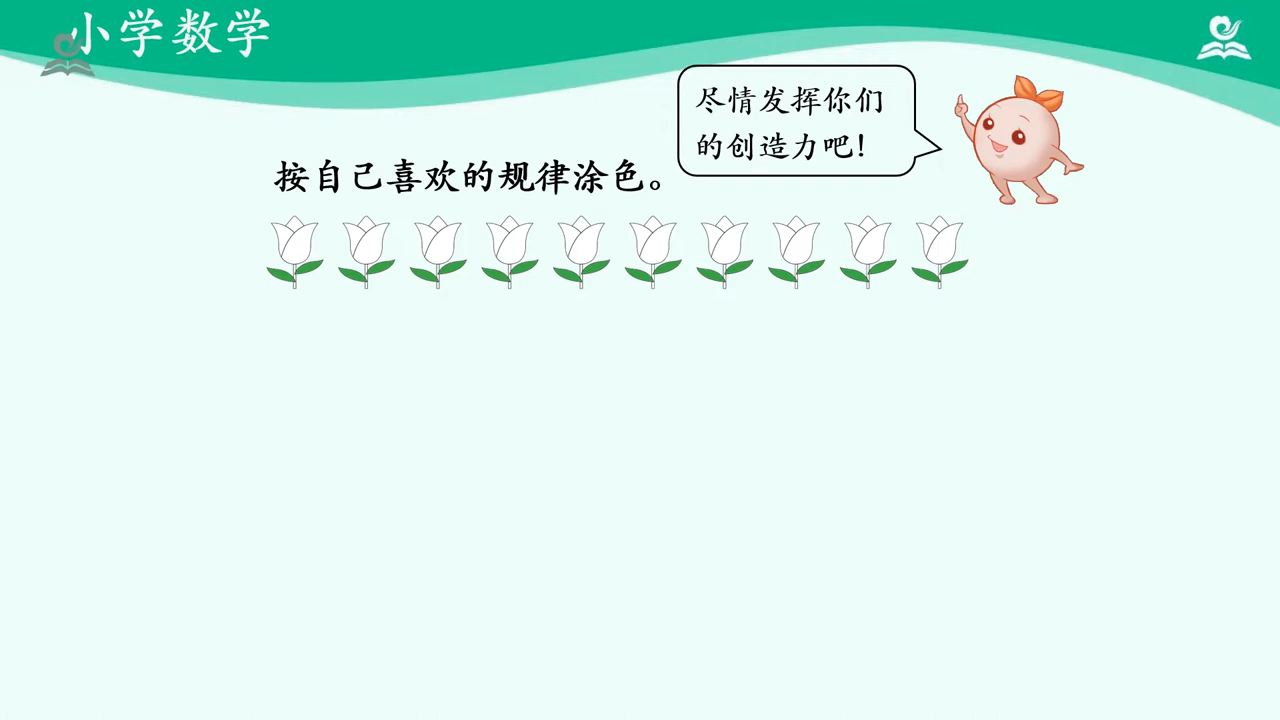 小学数学
尽情发挥你们
的创造力吧!
按自己喜欢的规律涂色。